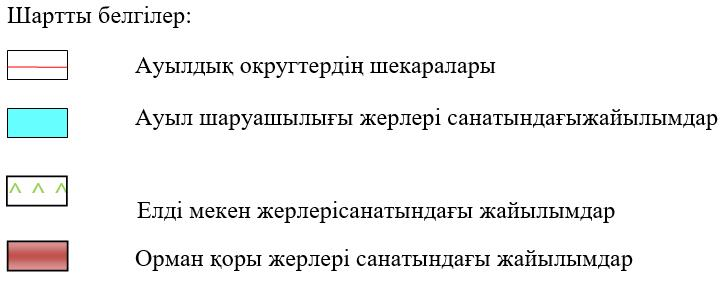 Шартты белгілер:
Ауылдық округтердің шекаралары
Ауыл шаруашылығы жерлері санатындағыжайылымдар
Елді мекен жерлерісанатындағы жайылымдар
Орман қоры жерлері санатындағы жайылымдар